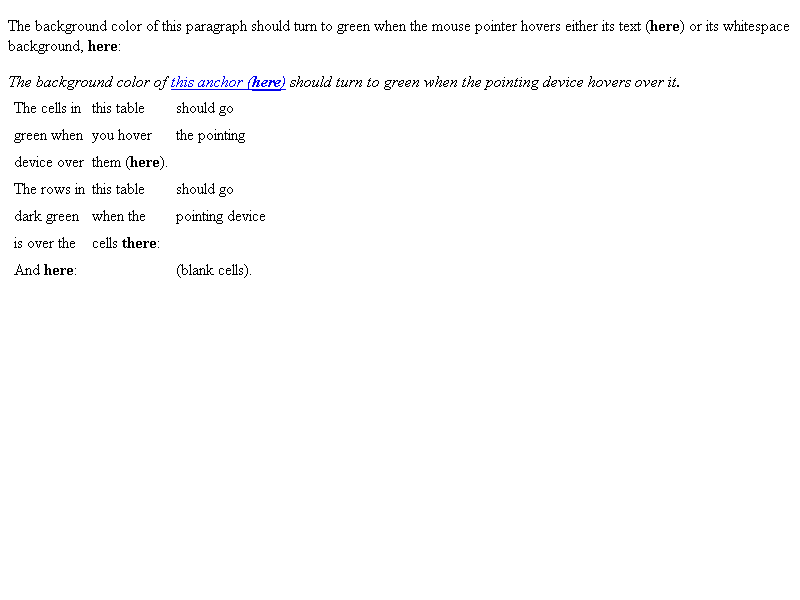 The background color of this paragraph should turn to green when the mouse pointer hovers either its text (here) or its whitespace
background, here:
The background color of this anchor (here) should turn to green when the pointing device hovers over it.
The cells in this table should go
green when you hover the pointing
device over them (here).
The rows in this table should go
dark green when the pointing device
is over the cells there:
And here: (blank cells).